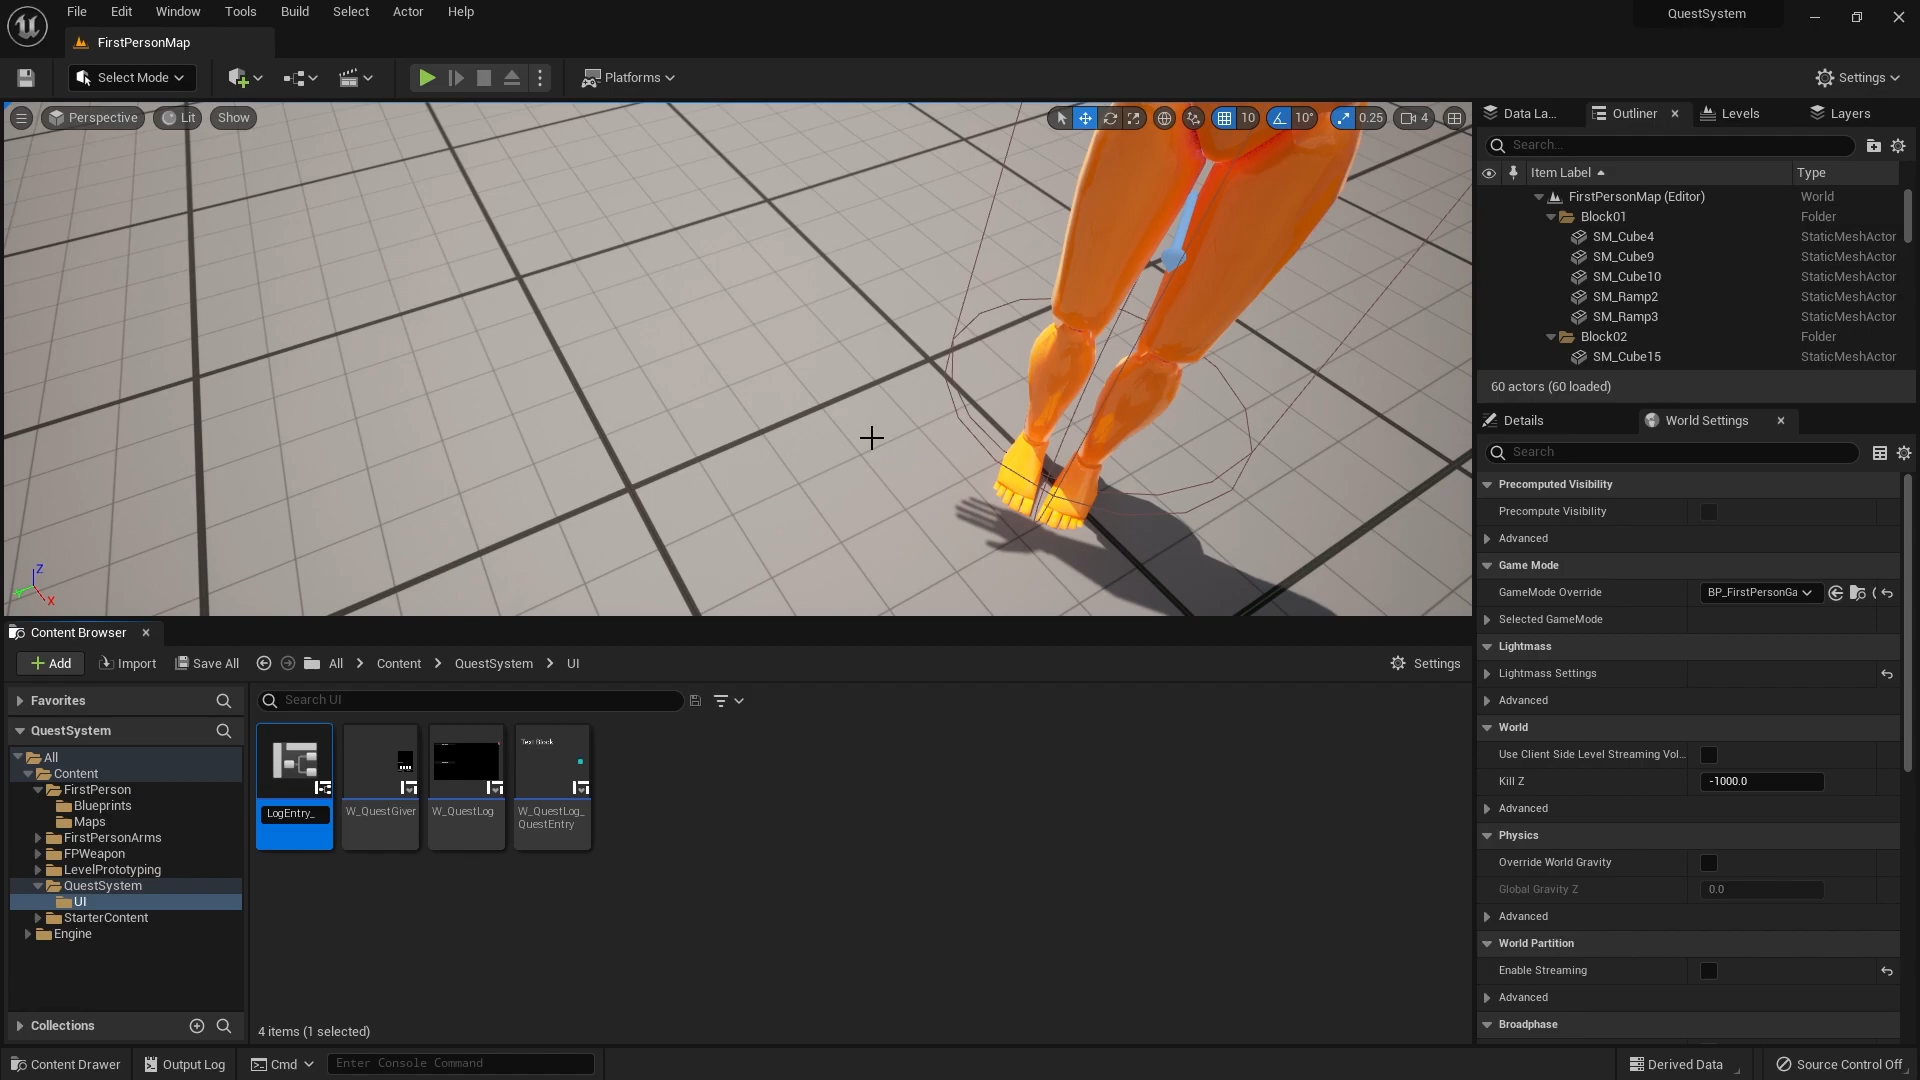 File Edit Window Tools Build Select Actor Help
QuestSystem
FirstPersonMap
Select Mode
Platforms
Settings
Perspective Lit Show
10 10° 0.25 4
Z
X
Data La... Outliner Levels Layers
Search...
Item Label Type
FirstPersonMap (Editor) World
Block01 Folder
SM_Cube4 StaticMeshActor
SM_Cube9 StaticMeshActor
SM_Cube10 StaticMeshActor
SM_Ramp2 StaticMeshActor
SM_Ramp3 StaticMeshActor
Block02 Folder
SM_Cube15 StaticMeshActor
60 actors (60 loaded)
Details World Settings
Search
Precomputed Visibility
Precompute Visibility
Advanced
Game Mode
GameMode Override BP_FirstPersonGa
Selected GameMode
Lightmass
Lightmass Settings
Advanced
World
Use Client Side Level Streaming Vol...
Kill Z -1000.0
Advanced
Physics
Override World Gravity
Global Gravity Z 0.0
Advanced
World Partition
Enable Streaming
Advanced
Broadphase
Content Browser
Add Import Save All All Content QuestSystem UI Settings
Favorites
Search UI
QuestSystem
All
Content
FirstPerson
Blueprints
Maps
FirstPersonArms
FPWeapon
LevelPrototyping
QuestSystem
UI
StarterContent
Engine
Collections
Text Block
LogEntry_ W_QuestGiver W_QuestLog W_QuestLog_
QuestEntry
4 items (1 selected)
Content Drawer Output Log Cmd Enter Console Command Derived Data Source Control Off